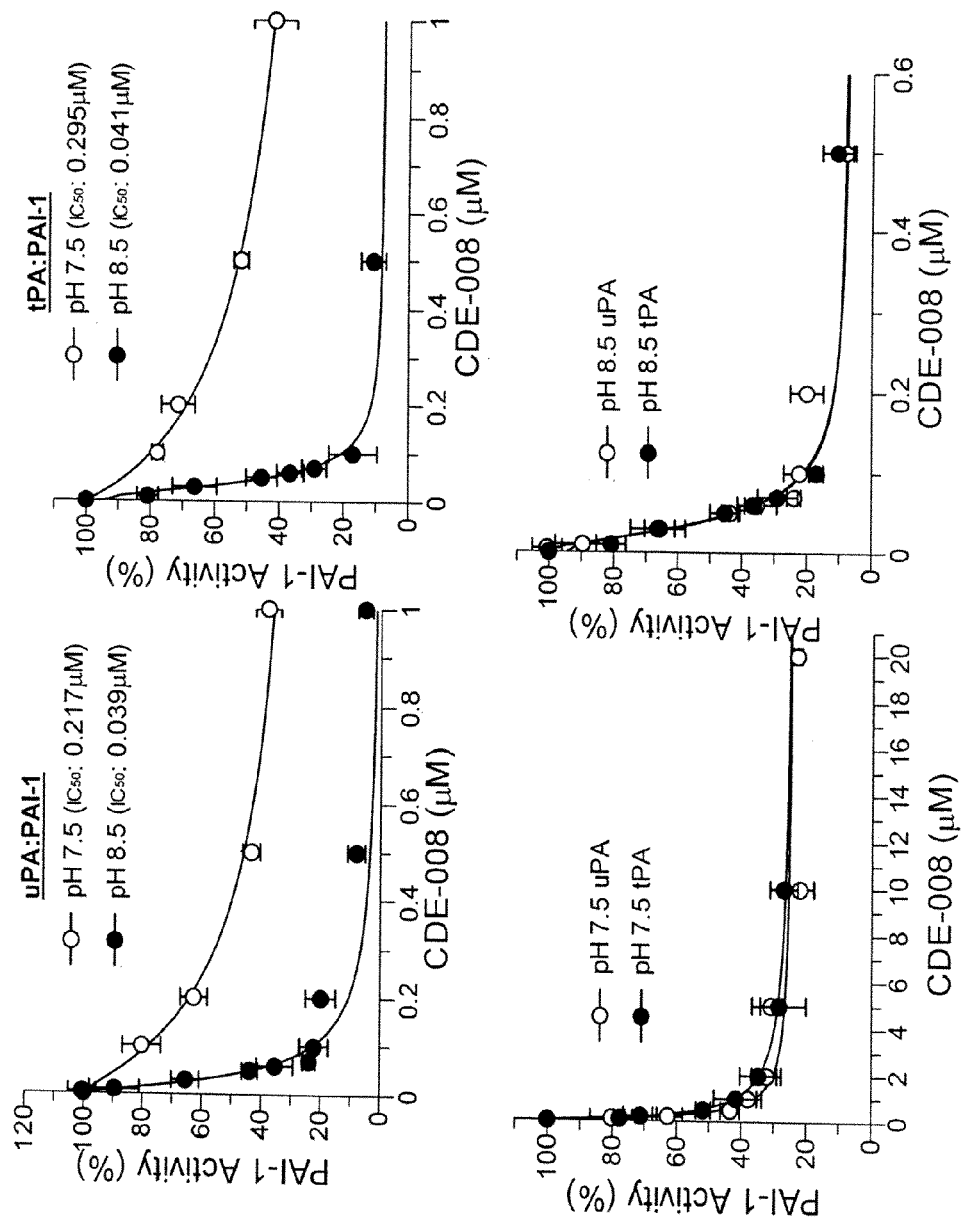 uPA:PAI-1
pH 7.5 (IC50: 0.217μM)
pH 8.5 (IC50: 0.039μM)
PAI-1 Activity (%)
120
100
80
60
40
20
0
0 0.2 0.4 0.6 0.8 1
CDE-008 (μM)
tPA:PAI-1
pH 7.5 (IC50: 0.295μM)
pH 8.5 (IC50: 0.041μM)
PAI-1 Activity (%)
100
80
60
40
20
0
0 0.2 0.4 0.6 0.8 1
CDE-008 (μM)
pH 7.5 uPA
pH 7.5 tPA
PAI-1 Activity (%)
100
80
60
40
20
0
0 2 4 6 8 10 12 14 16 18 20
CDE-008 (μM)
pH 8.5 uPA
pH 8.5 tPA
PAI-1 Activity (%)
100
80
60
40
20
0
0 0.2 0.4 0.6
CDE-008 (μM)